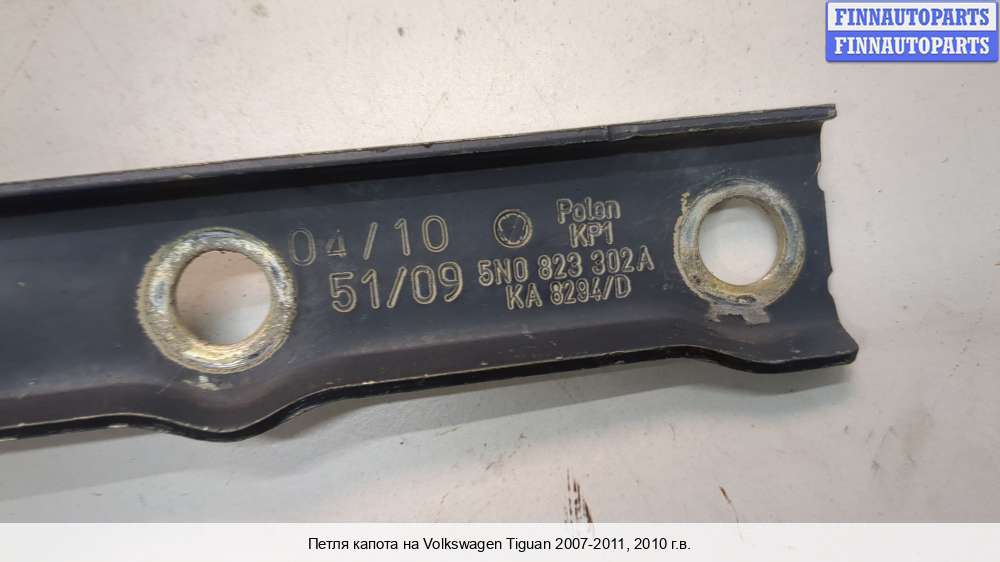 FINNAUTOPARTS
FINNAUTOPARTS
04/10
51/09
Polen
KP1
5N0 823 302A
KA 8294/D
Петля капота на Volkswagen Tiguan 2007-2011, 2010 г.в.